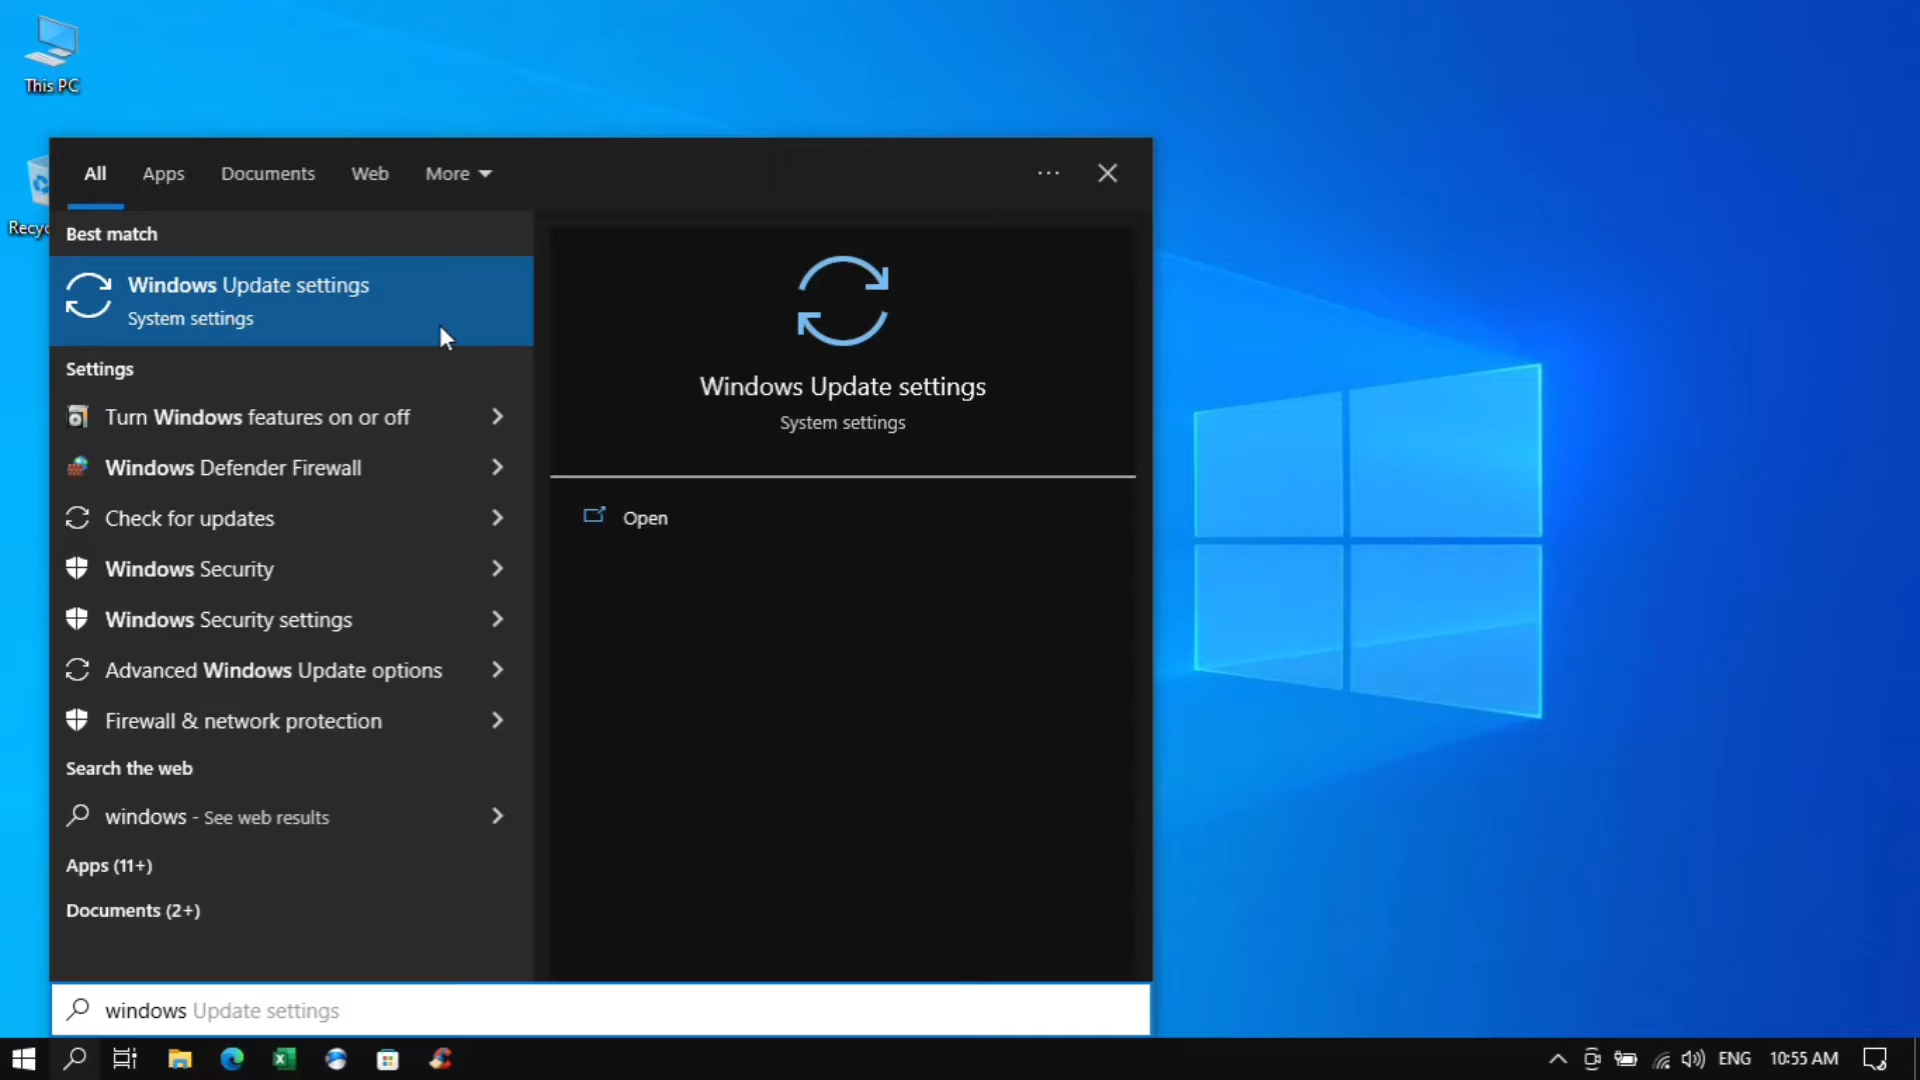 This PC
All Apps Documents Web More
Recyc
Best match
Windows Update settings
System settings
Windows Update settings
System settings
Open
Settings
Turn Windows features on or off
Windows Defender Firewall
Check for updates
Windows Security
Windows Security settings
Advanced Windows Update options
Firewall & network protection
Search the web
windows - See web results
Apps (11+)
Documents (2+)
windows Update settings
ENG 10:55 AM